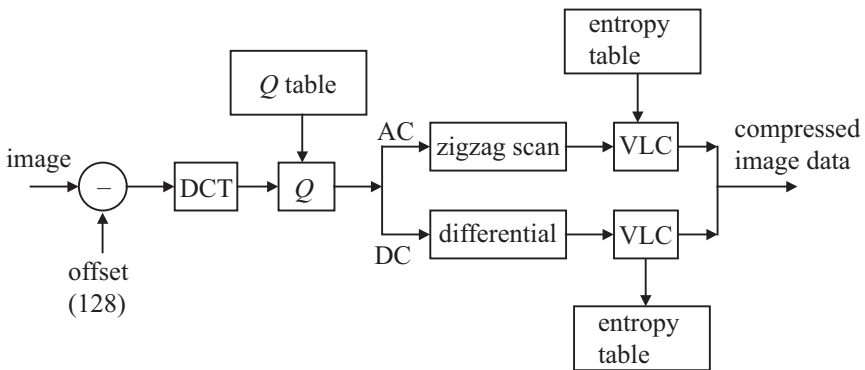 entropy
table
Q table
AC
zigzag scan
VLC
compressed
image data
image
–
DCT
Q
DC
differential
VLC
offset
(128)
entropy
table